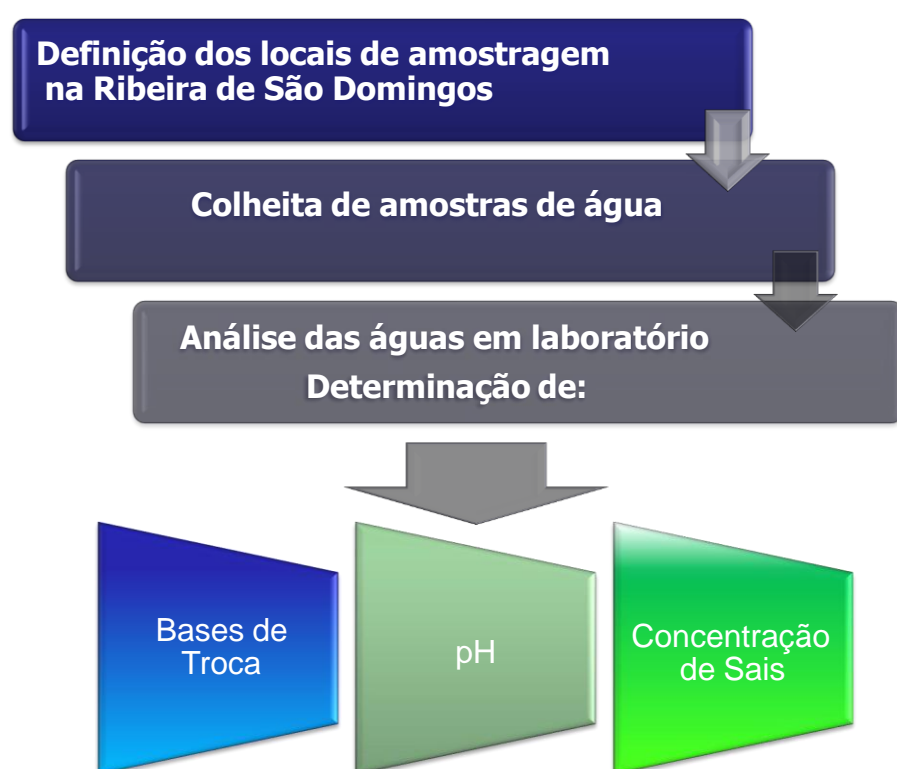 Definição dos locais de amostragem
na Ribeira de São Domingos
Colheita de amostras de água
Análise das águas em laboratório
Determinação de:
Bases de
Troca
pH
Concentração
de Sais